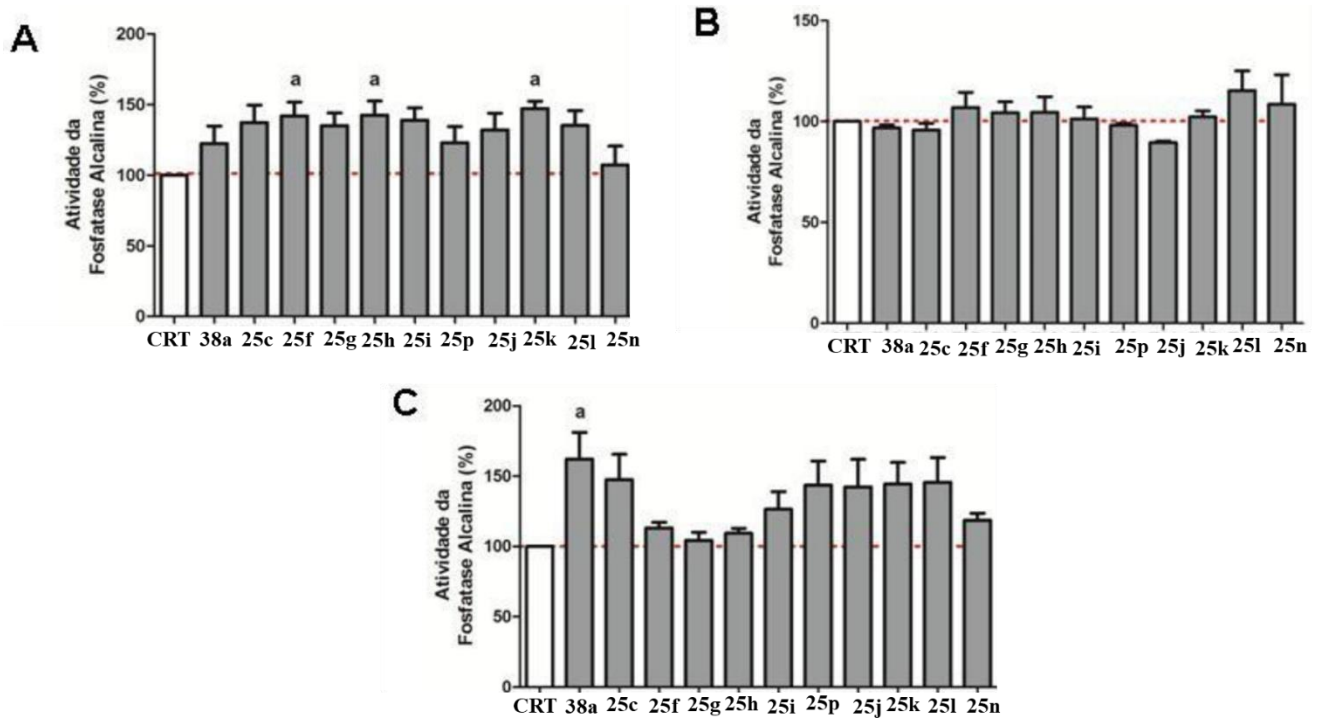 A
Atividade da
Fosfatase Alcalina (%)
200
150
100
50
0
a a a
CRT 38a 25c 25f 25g 25h 25i 25p 25j 25k 25l 25n
B
Atividade da
Fosfatase Alcalina (%)
150
100
50
0
CRT 38a 25c 25f 25g 25h 25i 25p 25j 25k 25l 25n
C
Atividade da
Fosfatase Alcalina (%)
200
150
100
50
0
a
CRT 38a 25c 25f 25g 25h 25i 25p 25j 25k 25l 25n